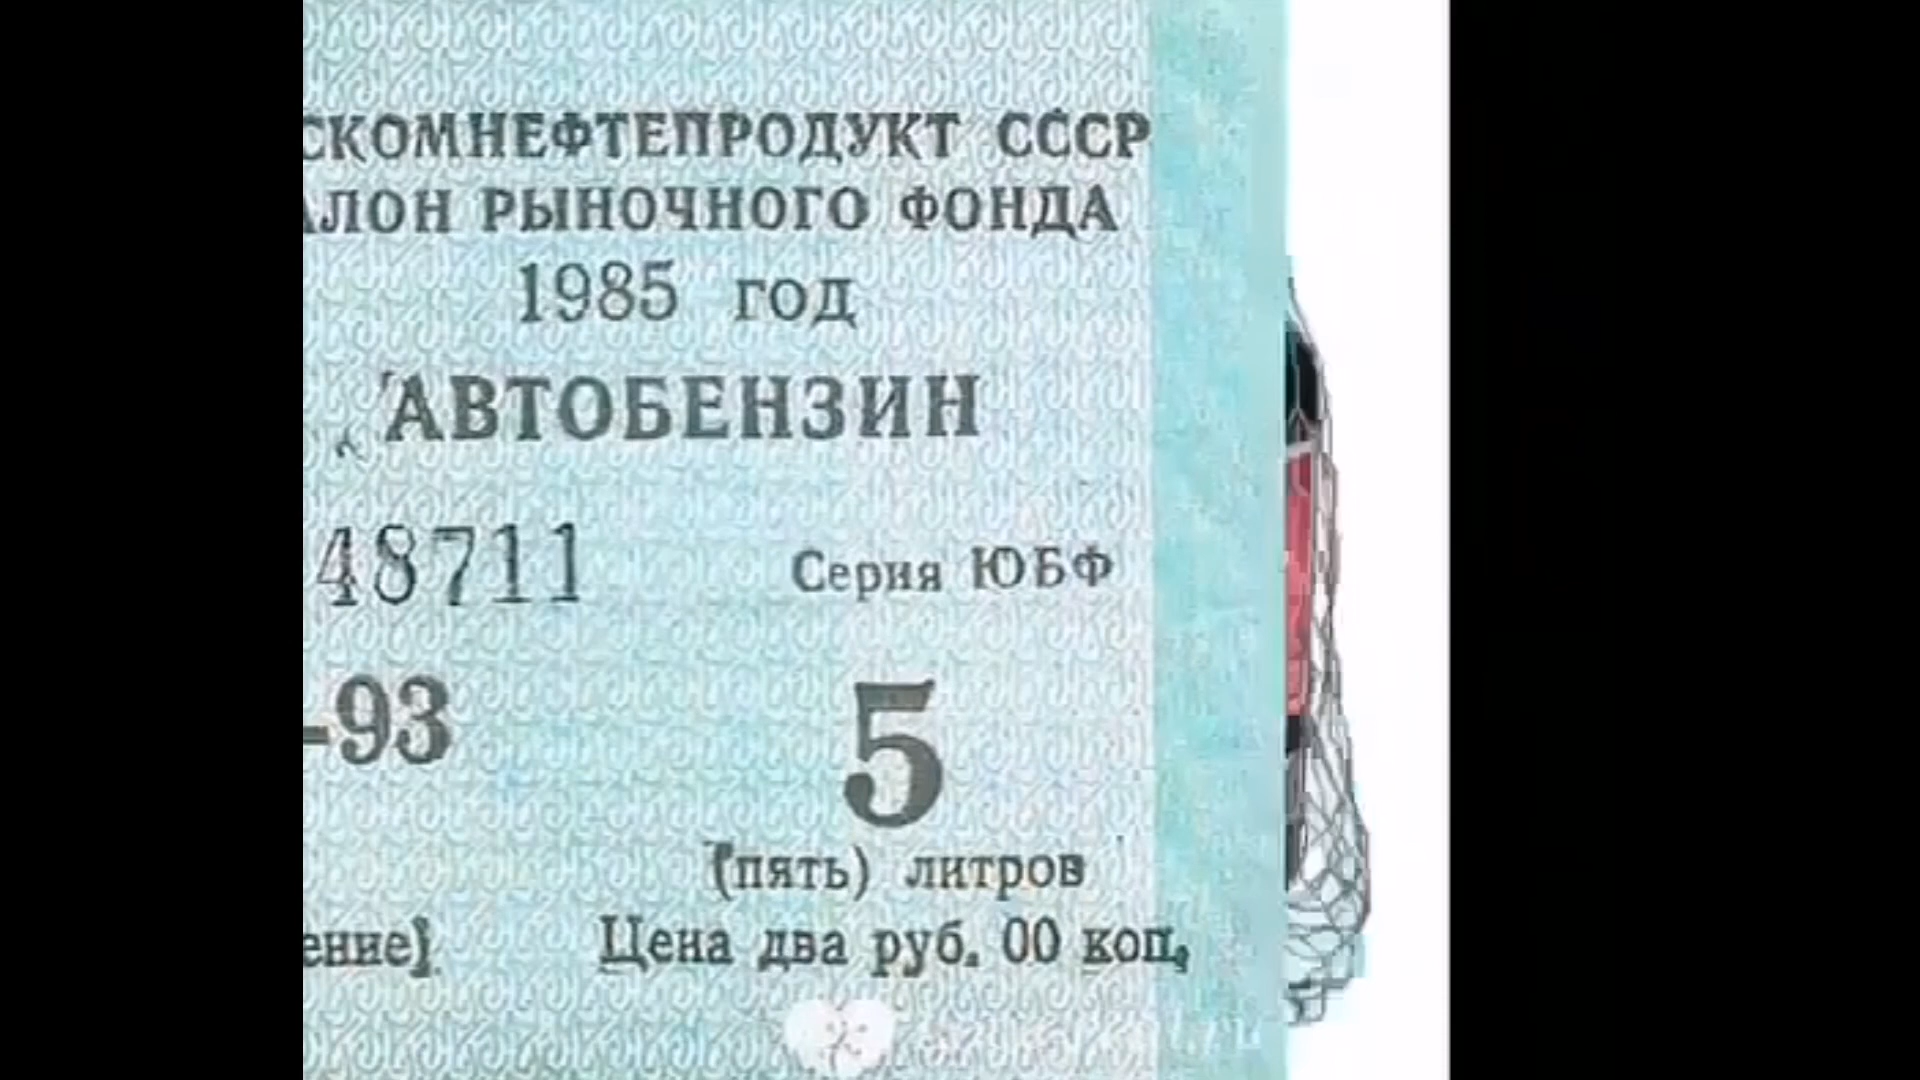 СКОМНЕФТЕПРОДУКТ СССР
АЛОН РЫНОЧНОГО ФОНДА
1985 год
АВТОБЕНЗИН
48711 Серия ЮБФ
-93 5
(пять) литров
ение) Цена два руб. 00 коп.